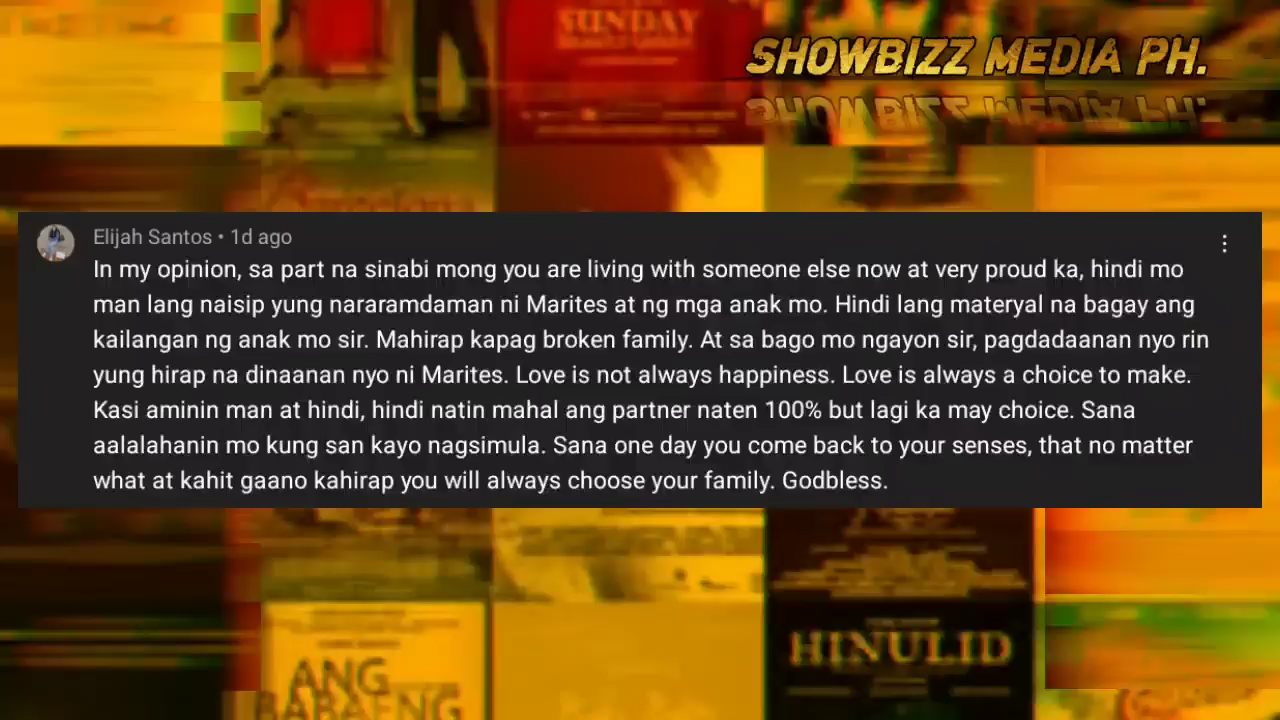 SUNDAY
SHOWBIZZ MEDIA PH.
Elijah Santos • 1d ago
In my opinion, sa part na sinabi mong you are living with someone else now at very proud ka, hindi mo
man lang naisip yung nararamdaman ni Marites at ng mga anak mo. Hindi lang materyal na bagay ang
kailangan ng anak mo sir. Mahirap kapag broken family. At sa bago mo ngayon sir, pagdadaanan nyo rin
yung hirap na dinaanan nyo ni Marites. Love is not always happiness. Love is always a choice to make.
Kasi aminin man at hindi, hindi natin mahal ang partner naten 100% but lagi ka may choice. Sana
aalalahanin mo kung san kayo nagsimula. Sana one day you come back to your senses, that no matter
what at kahit gaano kahirap you will always choose your family. Godbless.
HINULID
ANG
BABAENG